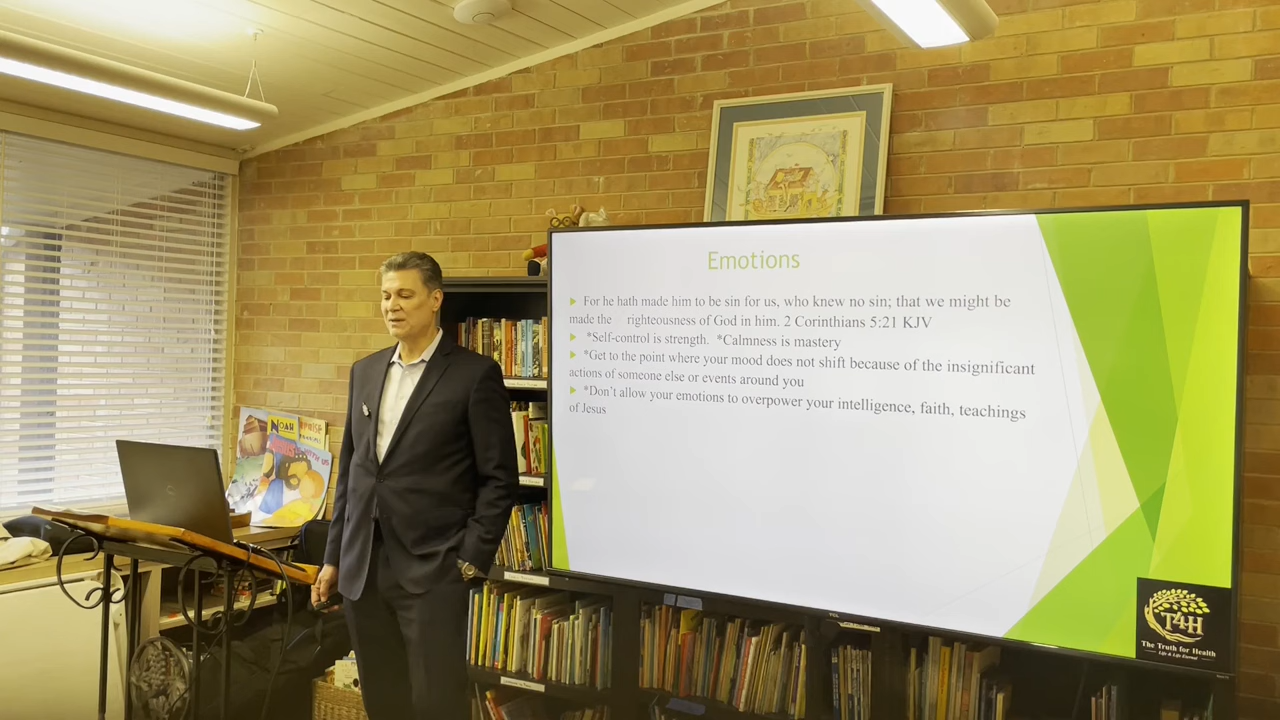 Emotions
For he hath made him to be sin for us, who knew no sin; that we might be
made the righteousness of God in him. 2 Corinthians 5:21 KJV
*Self-control is strength. *Calmness is mastery
*Get to the point where your mood does not shift because of the insignificant
actions of someone else or events around you
*Don't allow your emotions to overpower your intelligence, faith, teachings
of Jesus
T4H
The Truth for Health
Life & Life Eternal
NOAH
TCL